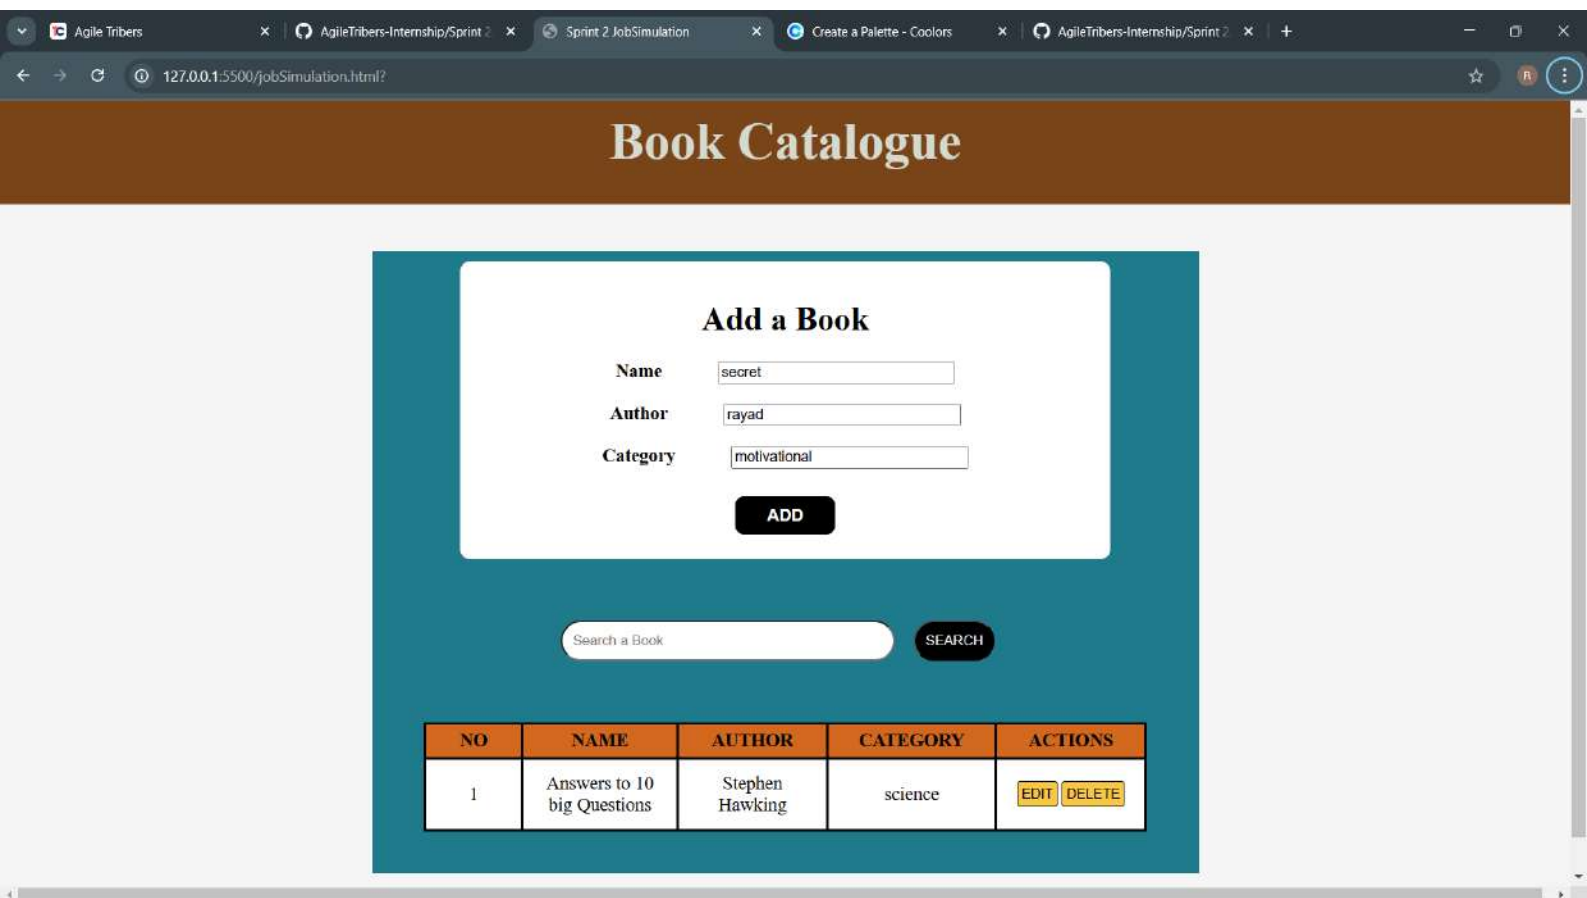 Agile Tribers
AgileTribers-Internship/Sprint 2
Sprint 2 JobSimulation
Create a Palette - Coolors
AgileTribers-Internship/Sprint 2
127.0.0.1:5500/jobSimulation.html?
R
Book Catalogue
Add a Book
Name secret
Author rayad
Category motivational
ADD
Search a Book SEARCH
NO NAME AUTHOR CATEGORY ACTIONS
1 Answers to 10 big Questions Stephen Hawking science EDIT DELETE